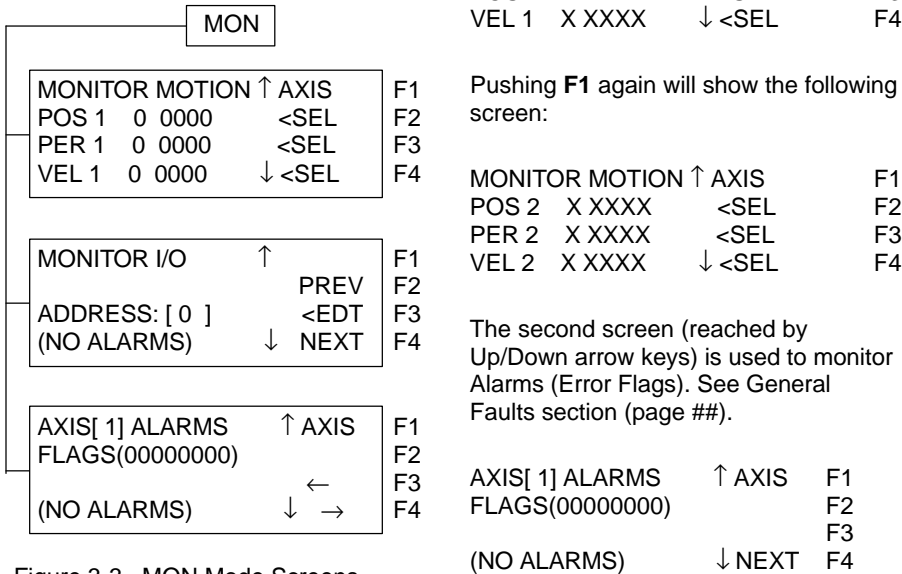 MON
MONITOR MOTION ↑ AXIS F1
POS 1 0 0000 <SEL F2
PER 1 0 0000 <SEL F3
VEL 1 0 0000 ↓ <SEL F4
MONITOR I/O ↑ F1
PREV F2
ADDRESS: [ 0 ] <EDT F3
(NO ALARMS) ↓ NEXT F4
AXIS[ 1] ALARMS ↑ AXIS F1
FLAGS(00000000) F2
← F3
(NO ALARMS) ↓ → F4
VEL 1 X XXXX ↓ <SEL F4
Pushing F1 again will show the following
screen:
MONITOR MOTION ↑ AXIS F1
POS 2 X XXXX <SEL F2
PER 2 X XXXX <SEL F3
VEL 2 X XXXX ↓ <SEL F4
The second screen (reached by
Up/Down arrow keys) is used to monitor
Alarms (Error Flags). See General
Faults section (page ##).
AXIS[ 1] ALARMS ↑ AXIS F1
FLAGS(00000000) F2
F3
(NO ALARMS) ↓ NEXT F4